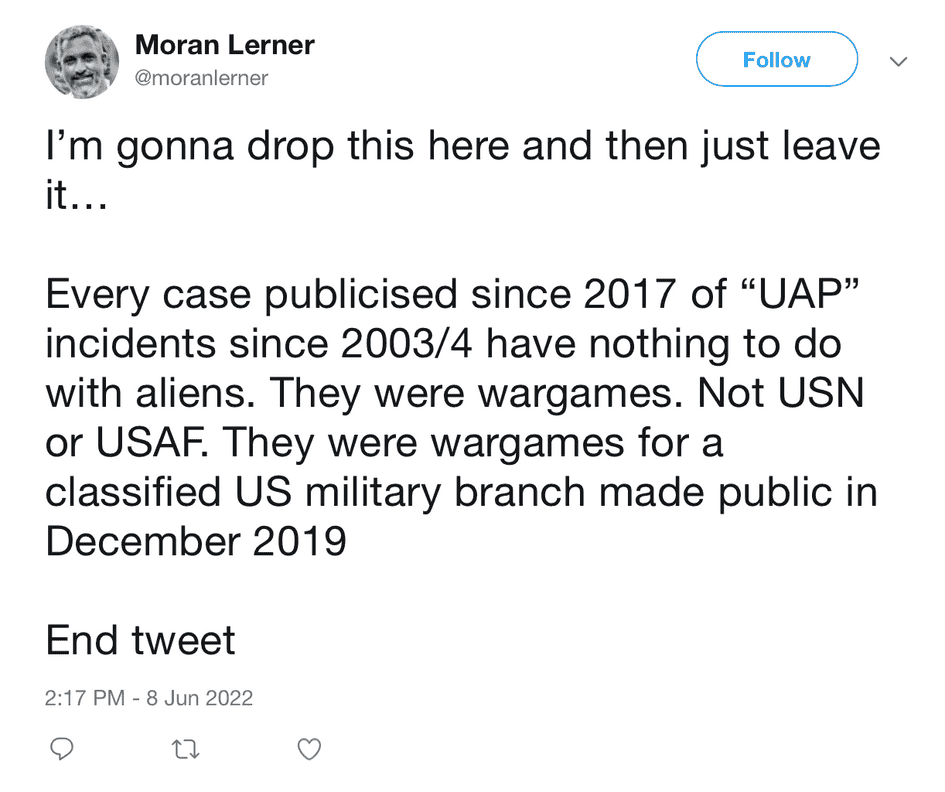 Moran Lerner
@moranlerner
Follow
I’m gonna drop this here and then just leave
it…
Every case publicised since 2017 of “UAP”
incidents since 2003/4 have nothing to do
with aliens. They were wargames. Not USN
or USAF. They were wargames for a
classified US military branch made public in
December 2019
End tweet
2:17 PM - 8 Jun 2022